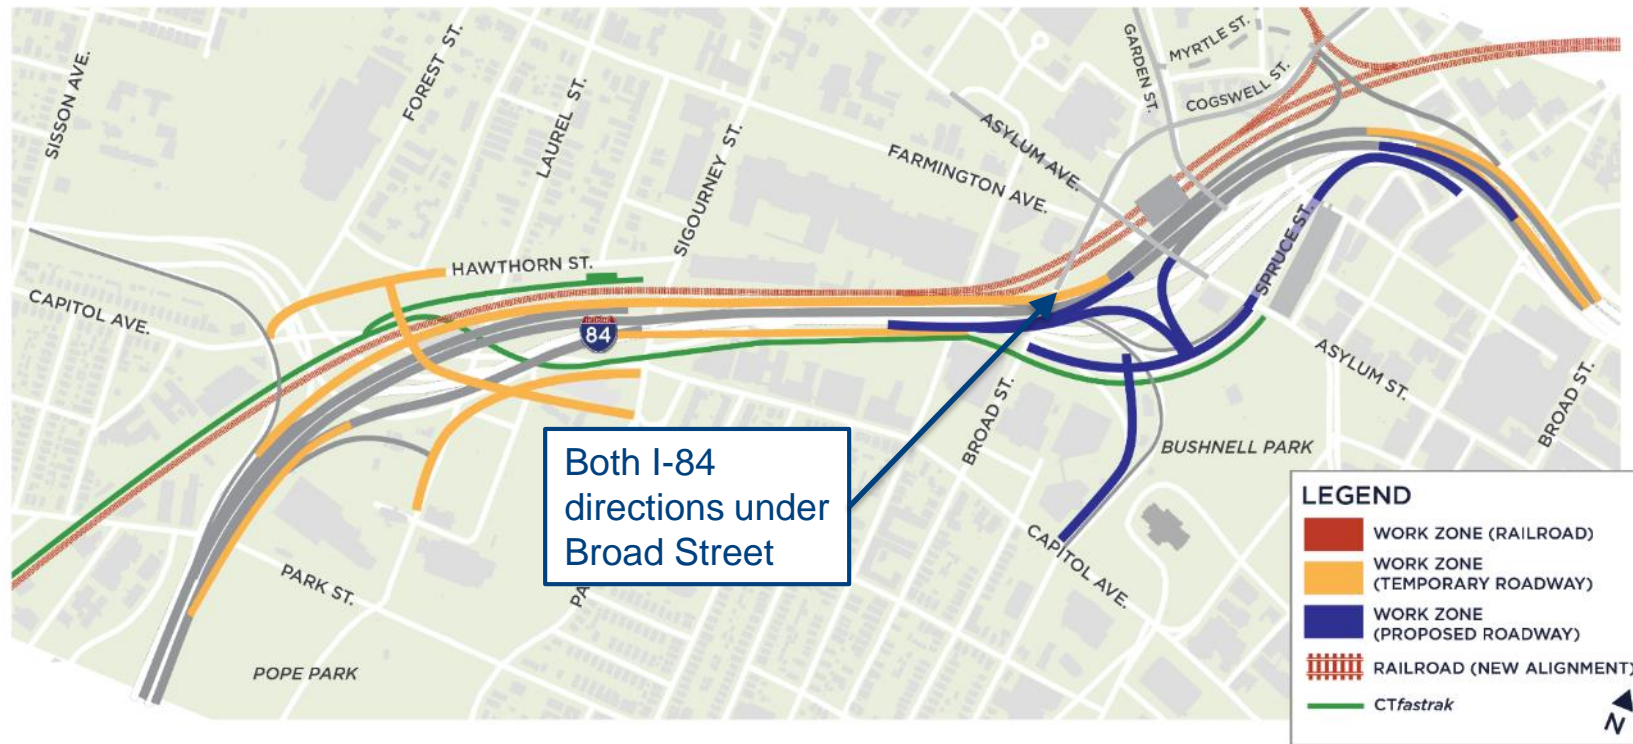 SISSON AVE.
FOREST ST.
LAUREL ST.
SIGOURNEY ST.
GARDEN ST.
MYRTLE ST.
COGSWELL ST.
ASYLUM AVE.
FARMINGTON AVE.
HAWTHORN ST.
CAPITOL AVE.
84
SPRUCE ST.
ASYLUM ST.
BROAD ST.
BROAD ST.
BUSHNELL PARK
CAPITOL AVE.
PARK ST.
POPE PARK
Both I-84
directions under
Broad Street
LEGEND
WORK ZONE (RAILROAD)
WORK ZONE
(TEMPORARY ROADWAY)
WORK ZONE
(PROPOSED ROADWAY)
RAILROAD (NEW ALIGNMENT)
CTfastrak
N